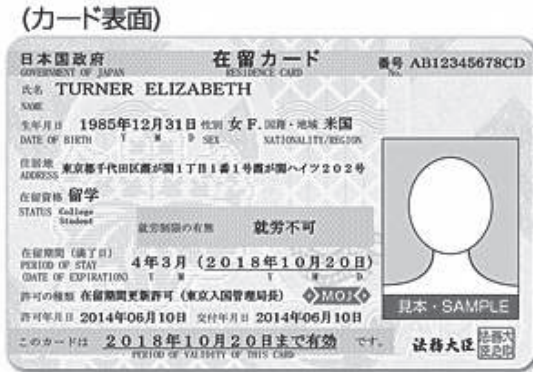 (カード表面)
日本国政府 在留カード 番号 AB12345678CD
GOVERNMENT OF JAPAN RESIDENCE CARD No.
氏名 TURNER ELIZABETH
NAME
生年月日 1985年12月31日 性別 女 F. 国籍・地域 米国
DATE OF BIRTH Y M D SEX NATIONALITY/REGION
住居地 東京都千代田区霞が関1丁目1番1号霞が関ハイツ202号
ADDRESS
在留資格 留学
STATUS College
Student
就労制限の有無 就労不可
在留期間(満了日) 4年3月(2018年10月20日)
PERIOD OF STAY
(DATE OF EXPIRATION) Y M Y M D
許可の種類 在留期間更新許可(東京入国管理局長) MOJ
見本・SAMPLE
許可年月日 2014年06月10日 交付年月日 2014年06月10日
このカードは 2018年10月20日まで有効 です。
PERIOD OF VALIDITY OF THIS CARD
法務大臣